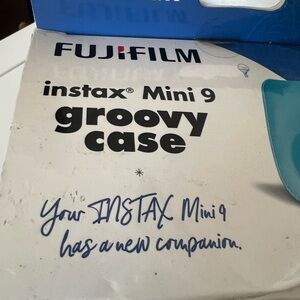 FUJIFILM
instax® Mini 9
groovy
case
*
Your INSTAX Mini 9
has a new companion.